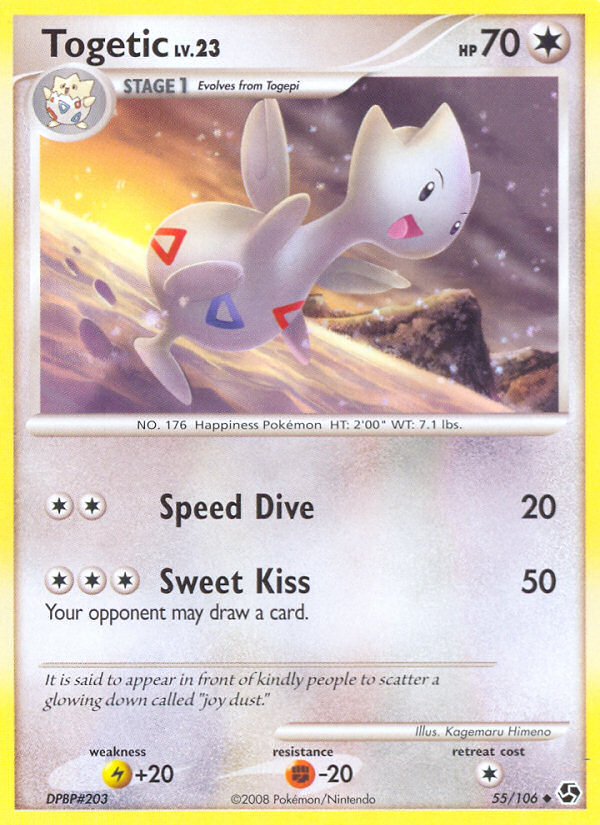 Togetic LV.23
HP 70
STAGE 1 Evolves from Togepi
NO. 176 Happiness Pokémon HT: 2'00" WT: 7.1 lbs.
Speed Dive 20
Sweet Kiss 50
Your opponent may draw a card.
It is said to appear in front of kindly people to scatter a
glowing down called "joy dust."
Illus. Kagemaru Himeno
weakness resistance retreat cost
+20 -20
DPBP#203 ©2008 Pokémon/Nintendo 55/106